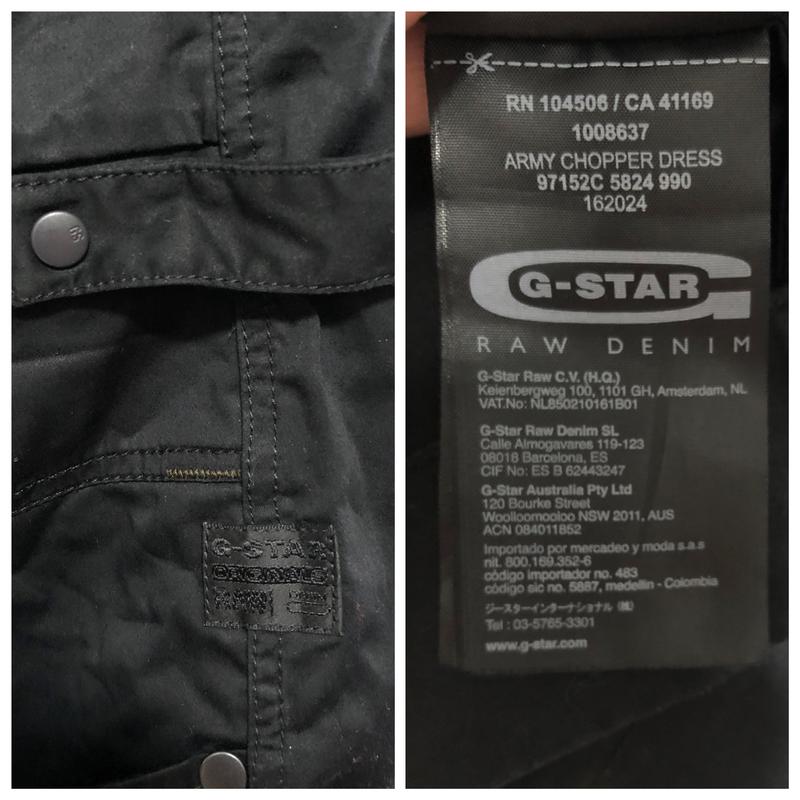 G-STAR
ORIGINALS
RN 104506 / CA 41169
1008637
ARMY CHOPPER DRESS
97152C 5824 990
162024
G-STAR
RAW DENIM
G-Star Raw C.V. (H.Q.)
Keienbergweg 100, 1101 GH, Amsterdam, NL
VAT.No: NL850210161B01
G-Star Raw Denim SL
Calle Almogavares 119-123
08018 Barcelona, ES
CIF No: ES B 62443247
G-Star Australia Pty Ltd
120 Bourke Street
Woolloomooloo NSW 2011, AUS
ACN 084011852
Importado por mercadeo y moda s.a.s
nit. 800.169.352-6
código importador no. 483
código sic no. 5887, medellin - Colombia
ジースターインターナショナル（株）
Tel : 03-5765-3301
www.g-star.com